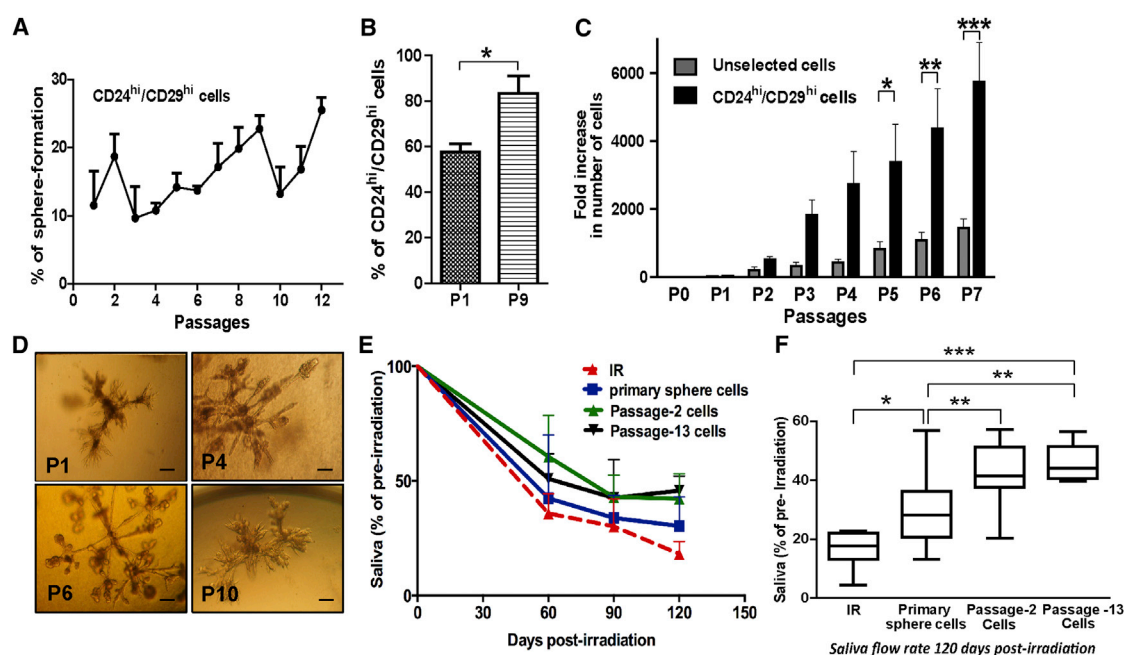 A
% of sphere-formation
30
20
10
0
CD24hi/CD29hi cells
0 2 4 6 8 10 12
Passages
B
% of CD24hi/CD29hi cells
100
80
60
40
20
0
*
P1 P9
C
Fold increase
in number of cells
6000
4000
2000
0
Unselected cells
CD24hi/CD29hi cells
* ** ***
P0 P1 P2 P3 P4 P5 P6 P7
Passages
D
P1
P4
P6
P10
E
Saliva (% of pre-irradiation)
100
50
0
IR
primary sphere cells
Passage-2 cells
Passage-13 cells
0 30 60 90 120 150
Days post-irradiation
F
Saliva (% of pre- Irradiation)
60
40
20
0
***
**
* **
IR Primary sphere cells Passage-2 Cells Passage -13 Cells
Saliva flow rate 120 days post-irradiation